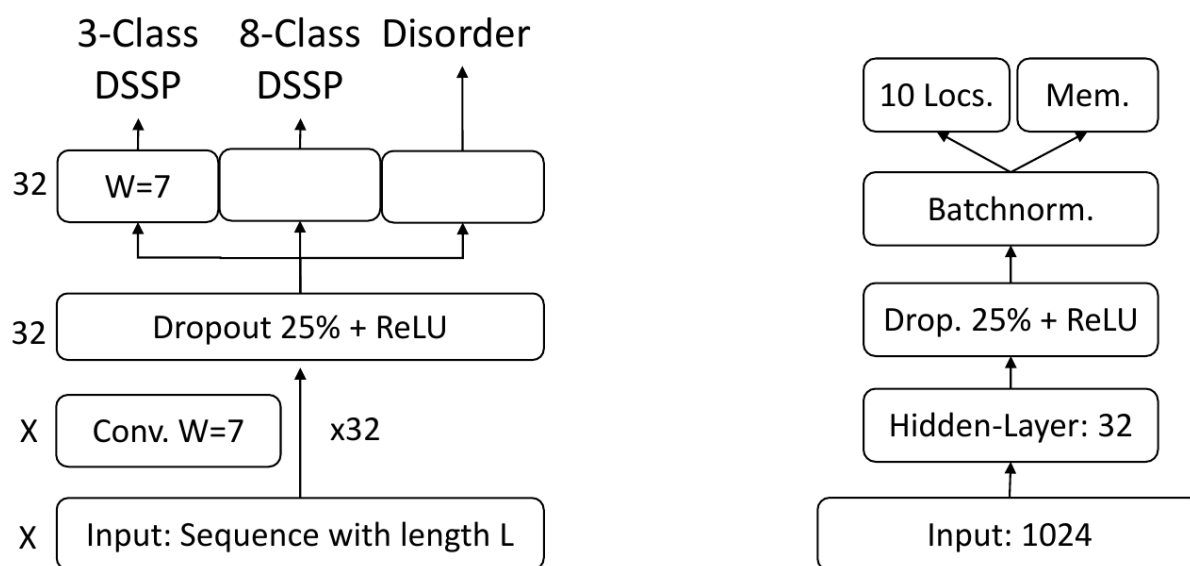 3-Class 8-Class Disorder
DSSP DSSP
32 W=7
32 Dropout 25% + ReLU
X Conv. W=7 x32
X Input: Sequence with length L
10 Locs. Mem.
Batchnorm.
Drop. 25% + ReLU
Hidden-Layer: 32
Input: 1024